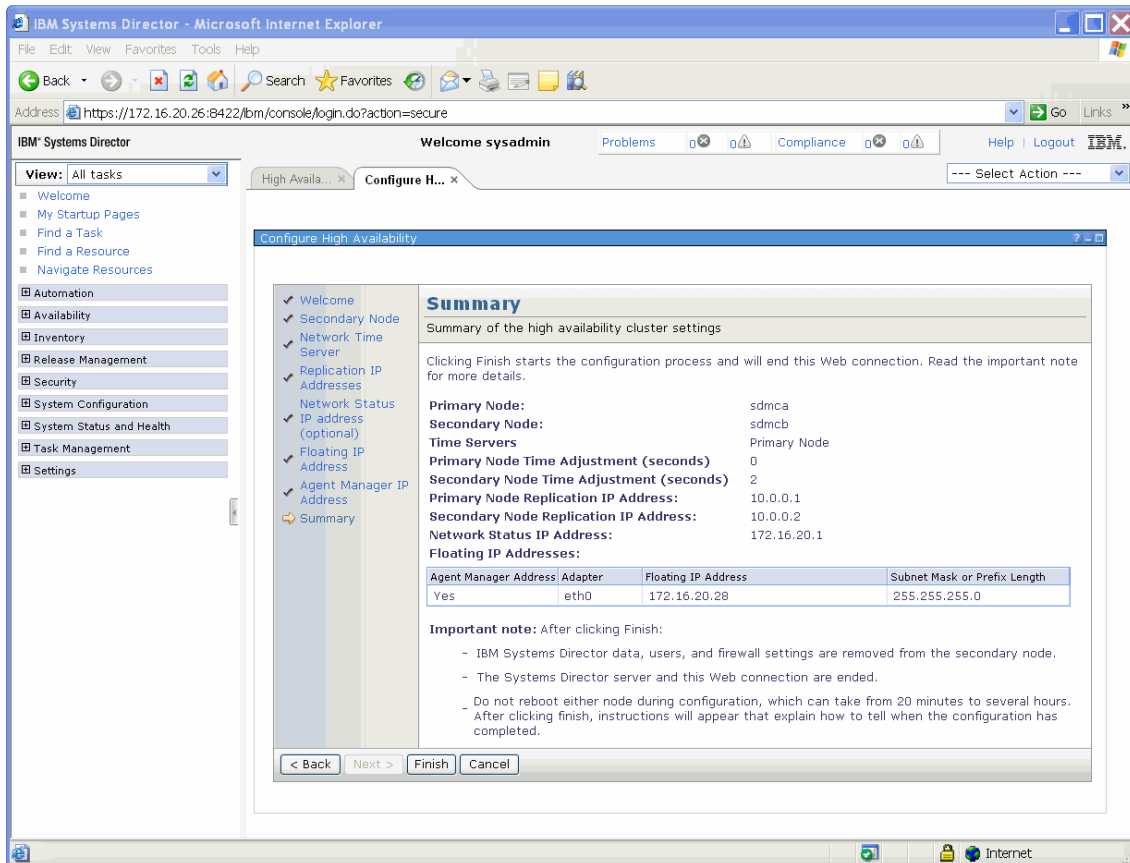 IBM Systems Director - Microsoft Internet Explorer
File Edit View Favorites Tools Help
Back Search Favorites
Address https://172.16.20.26:8422/ibm/console/login.do?action=secure Go Links »
IBM® Systems Director Welcome sysadmin Problems 0 0 Compliance 0 0 Help | Logout IBM.
View: All tasks
High Availa... × Configure H... × --- Select Action ---
Welcome
My Startup Pages
Find a Task
Find a Resource
Navigate Resources
Automation
Availability
Inventory
Release Management
Security
System Configuration
System Status and Health
Task Management
Settings
Configure High Availability ?
Welcome
Secondary Node
Network Time
Server
Replication IP
Addresses
Network Status
IP address
(optional)
Floating IP
Address
Agent Manager IP
Address
Summary
Summary
Summary of the high availability cluster settings
Clicking Finish starts the configuration process and will end this Web connection. Read the important note
for more details.
Primary Node: sdmca
Secondary Node: sdmcb
Time Servers Primary Node
Primary Node Time Adjustment (seconds) 0
Secondary Node Time Adjustment (seconds) 2
Primary Node Replication IP Address: 10.0.0.1
Secondary Node Replication IP Address: 10.0.0.2
Network Status IP Address: 172.16.20.1
Floating IP Addresses:
Agent Manager Address Adapter Floating IP Address Subnet Mask or Prefix Length
Yes eth0 172.16.20.28 255.255.255.0
Important note: After clicking Finish:
- IBM Systems Director data, users, and firewall settings are removed from the secondary node.
- The Systems Director server and this Web connection are ended.
- Do not reboot either node during configuration, which can take from 20 minutes to several hours.
After clicking finish, instructions will appear that explain how to tell when the configuration has
completed.
< Back Next > Finish Cancel
Internet